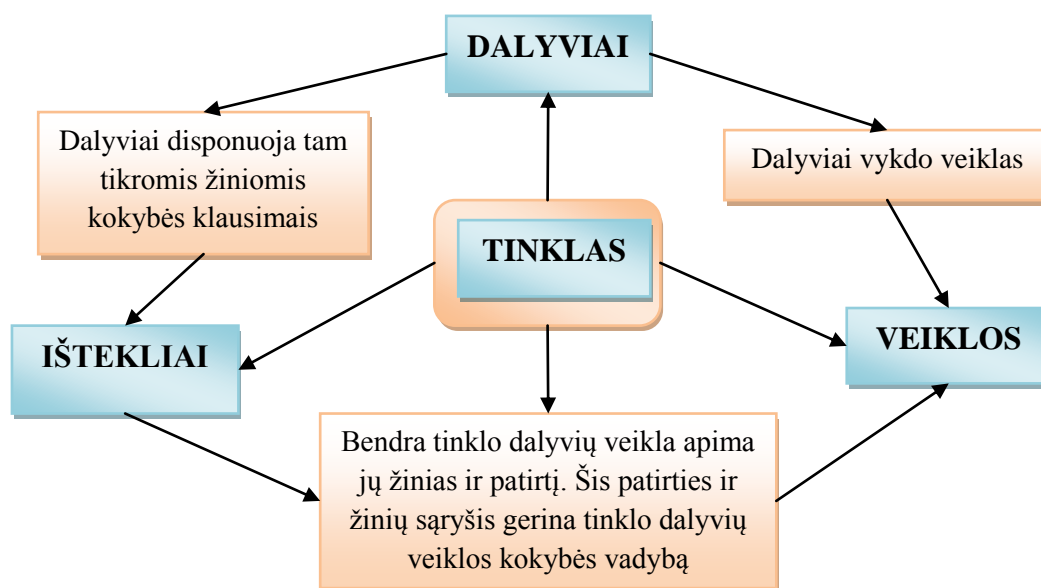 DALYVIAI
Dalyviai disponuoja tam
tikromis žiniomis
kokybės klausimais
Dalyviai vykdo veiklas
TINKLAS
IŠTEKLIAI
VEIKLOS
Bendra tinklo dalyvių veikla apima
jų žinias ir patirtį. Šis patirties ir
žinių sąryšis gerina tinklo dalyvių
veiklos kokybės vadybą